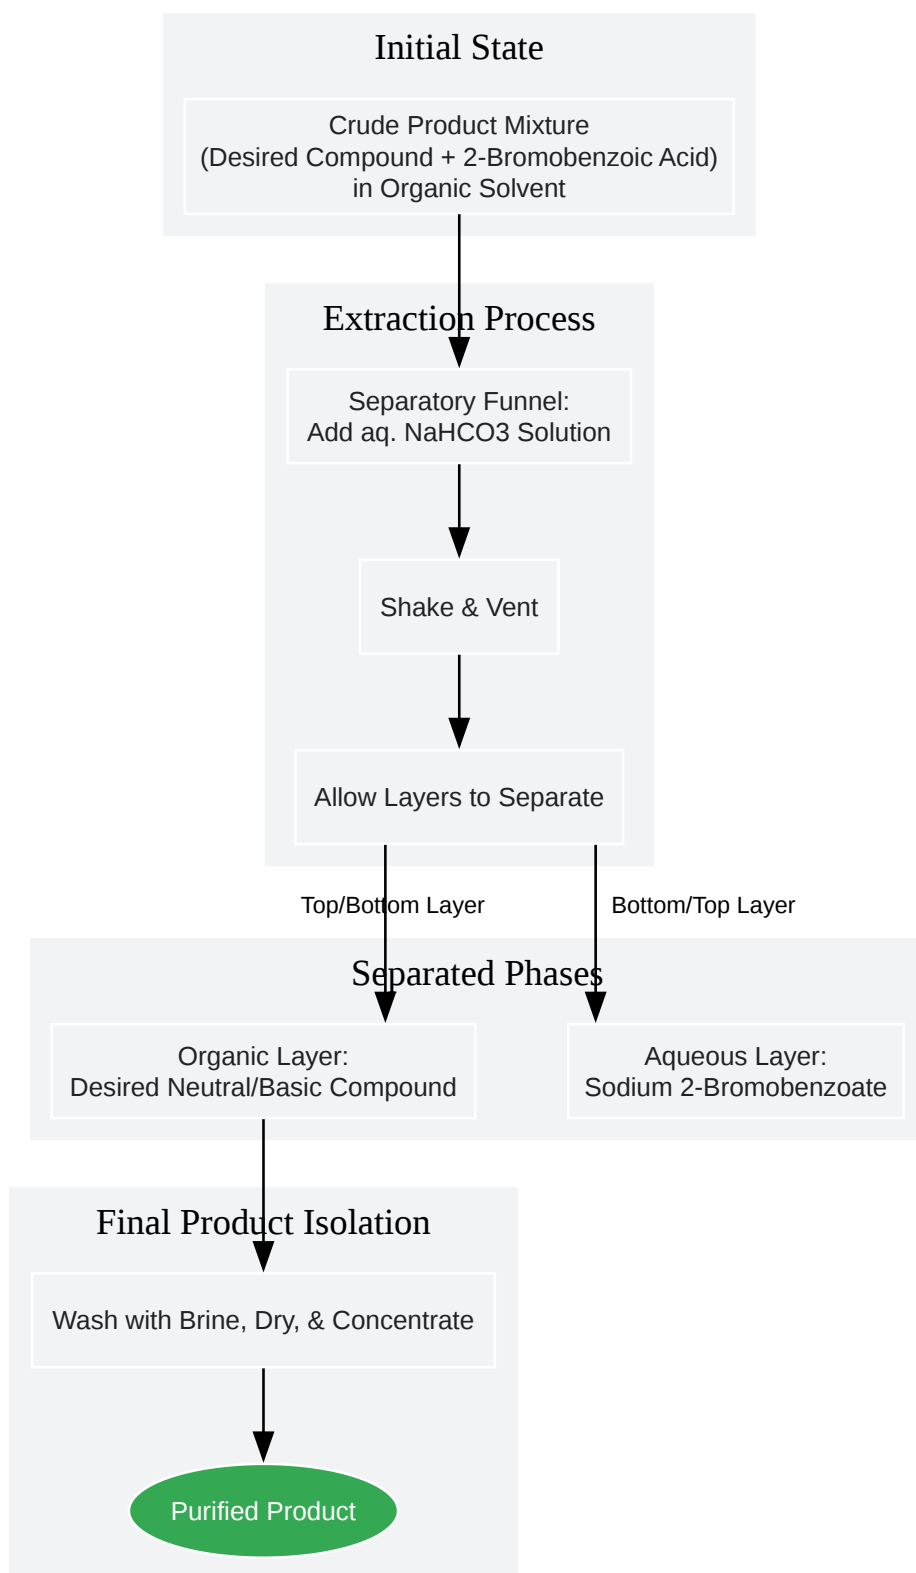 Initial State
Crude Product Mixture
(Desired Compound + 2-Bromobenzoic Acid)
in Organic Solvent
Extraction Process
Separatory Funnel:
Add aq. NaHCO3 Solution
Shake & Vent
Allow Layers to Separate
Top/Bottom Layer
Bottom/Top Layer
Separated Phases
Organic Layer:
Desired Neutral/Basic Compound
Aqueous Layer:
Sodium 2-Bromobenzoate
Final Product Isolation
Wash with Brine, Dry, & Concentrate
Purified Product